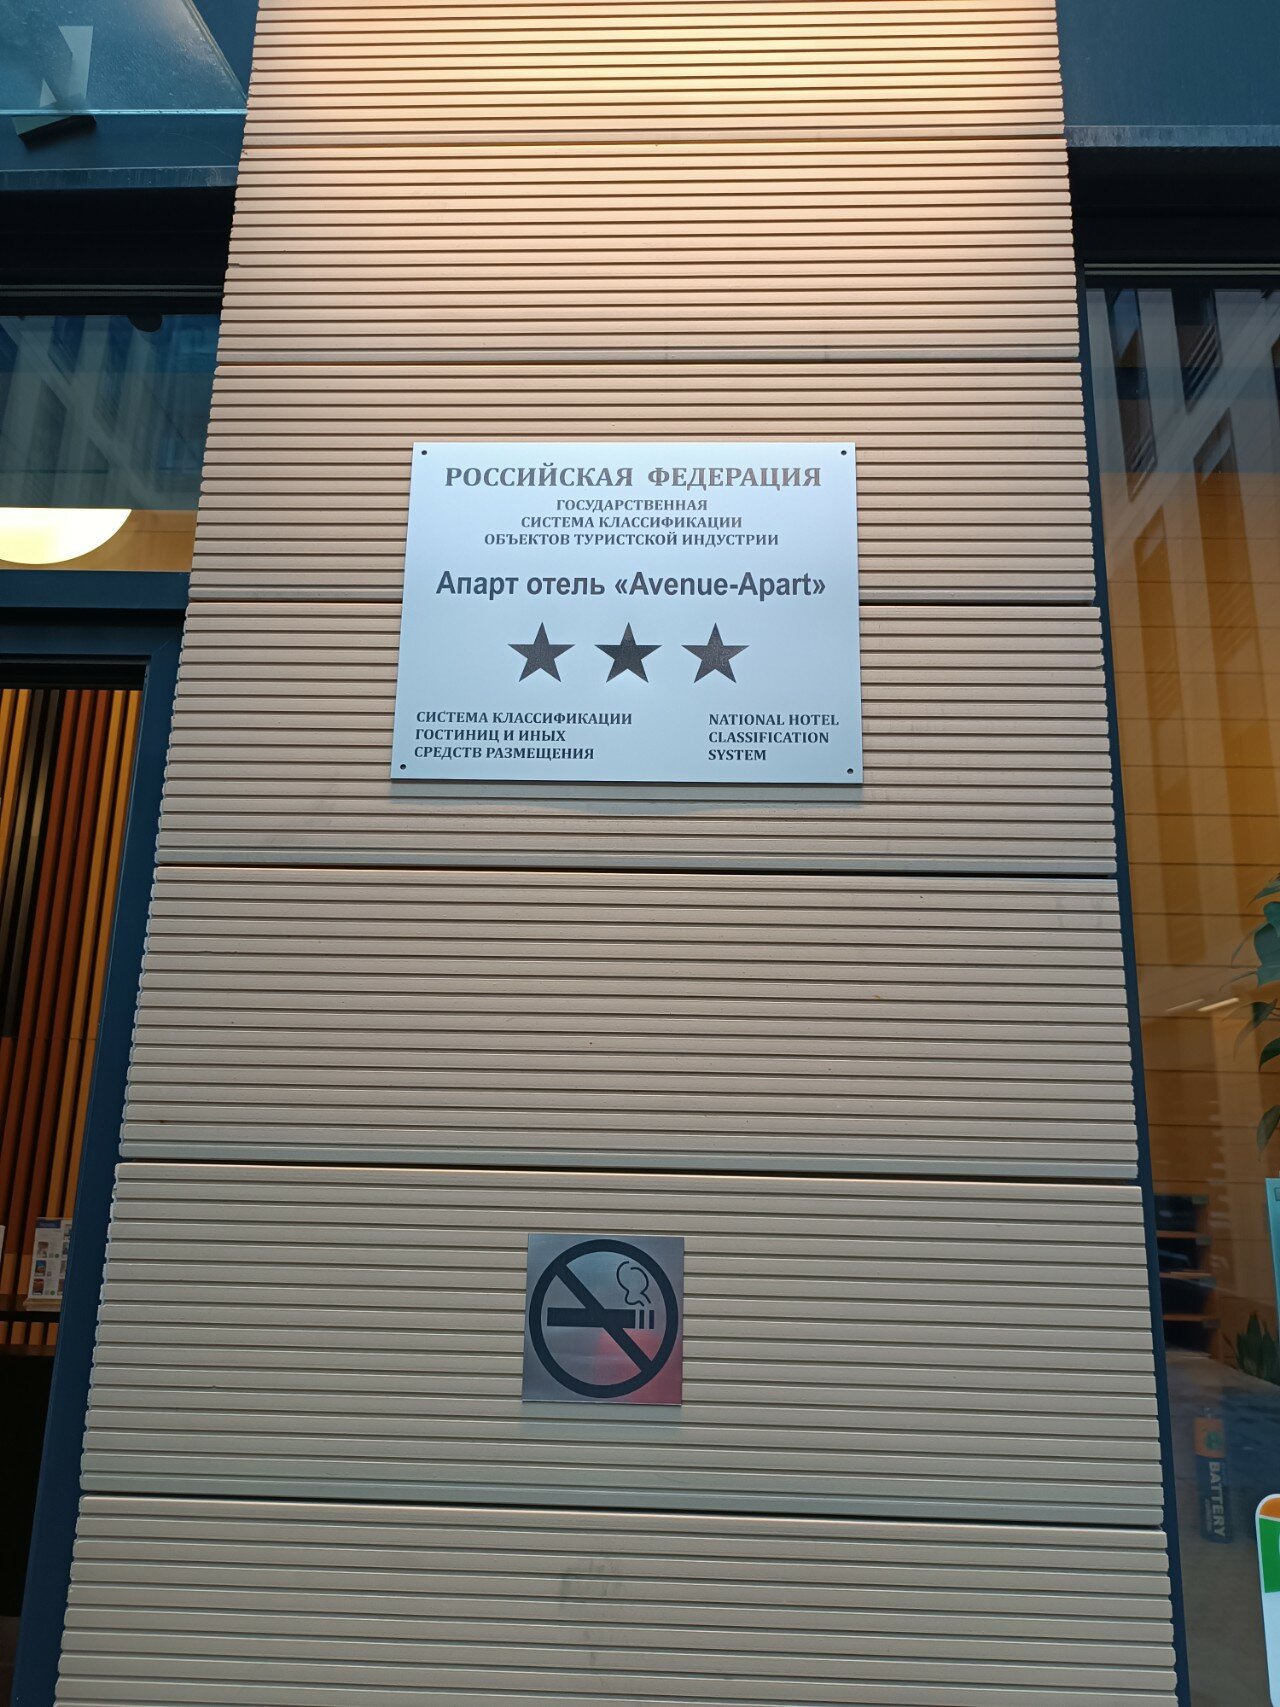 РОССИЙСКАЯ ФЕДЕРАЦИЯ
ГОСУДАРСТВЕННАЯ
СИСТЕМА КЛАССИФИКАЦИИ
ОБЪЕКТОВ ТУРИСТСКОЙ ИНДУСТРИИ
Апарт отель «Avenue-Apart»
СИСТЕМА КЛАССИФИКАЦИИ
ГОСТИНИЦ И ИНЫХ
СРЕДСТВ РАЗМЕЩЕНИЯ
NATIONAL HOTEL
CLASSIFICATION
SYSTEM
BATTERY